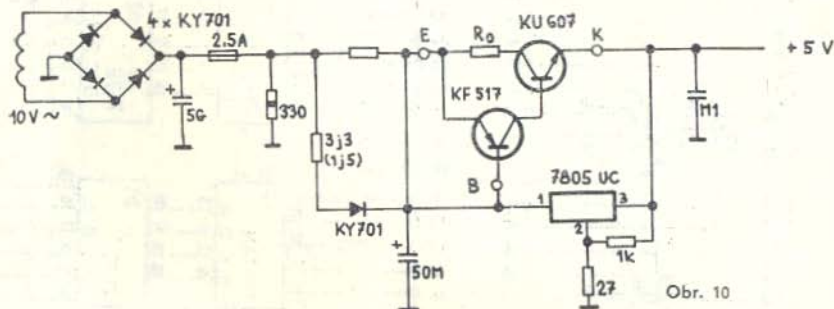 4 × KY701
2.5A
E
R₀
KU 607
K
+ 5 V
+
5G
330
KF 517
M1
10V ~
3j3
(1j5)
B
7805 UC
1
3
2
KY701
1k
+
50M
27
Obr. 10